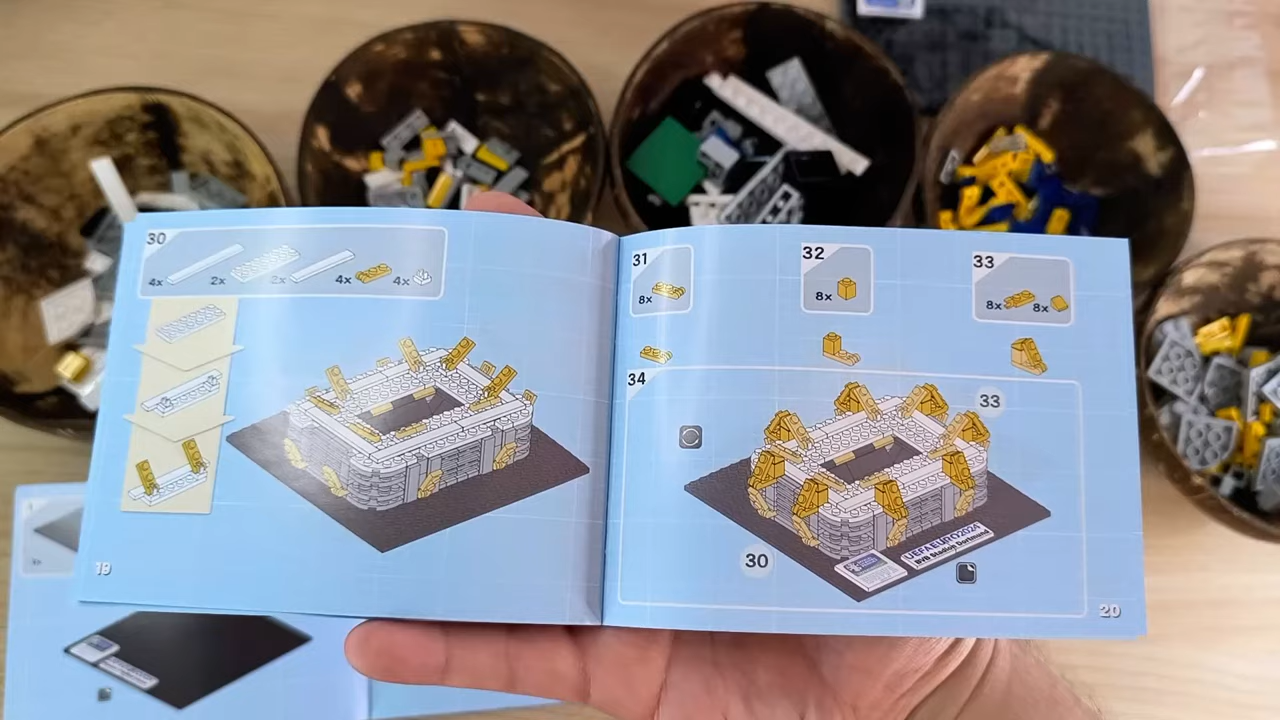 30
4x 2x 2x 4x 4x
19
31
8x
32
8x
33
8x 8x
34
33
30
UEFA EURO2024
BVB Stadion Dortmund
20